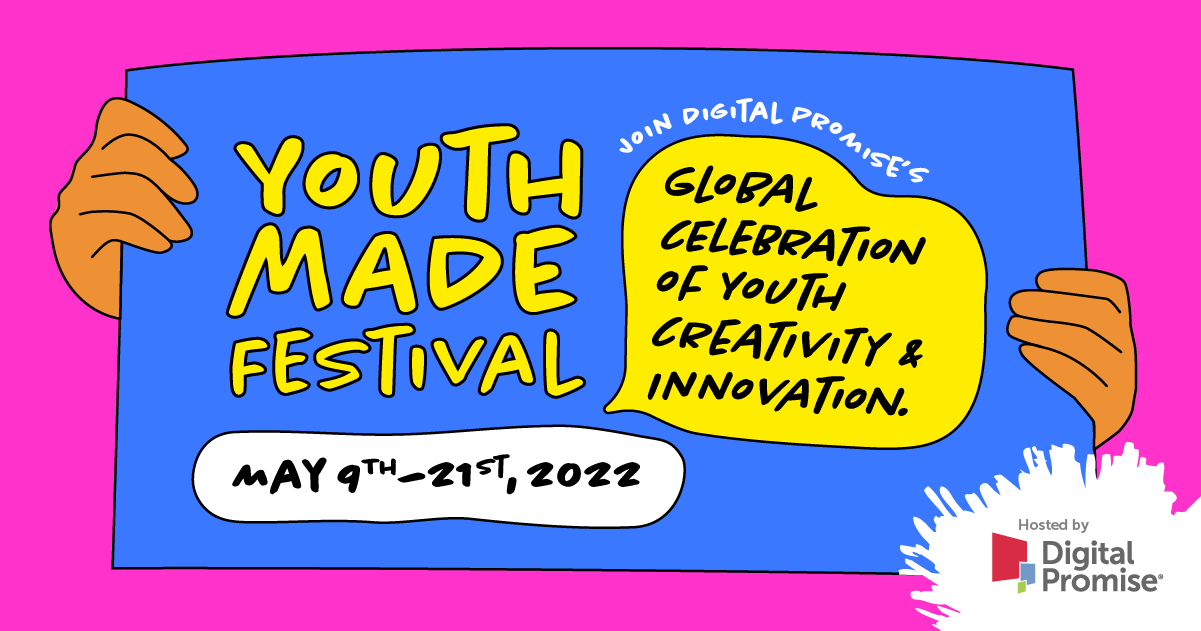 YOUTH
MADE
FESTIVAL
JOIN DIGITAL PROMISE'S
GLOBAL
CELEBRATION
OF YOUTH
CREATIVITY &
INNOVATION.
MAY 9TH–21ST, 2022
Hosted by
Digital
Promise®